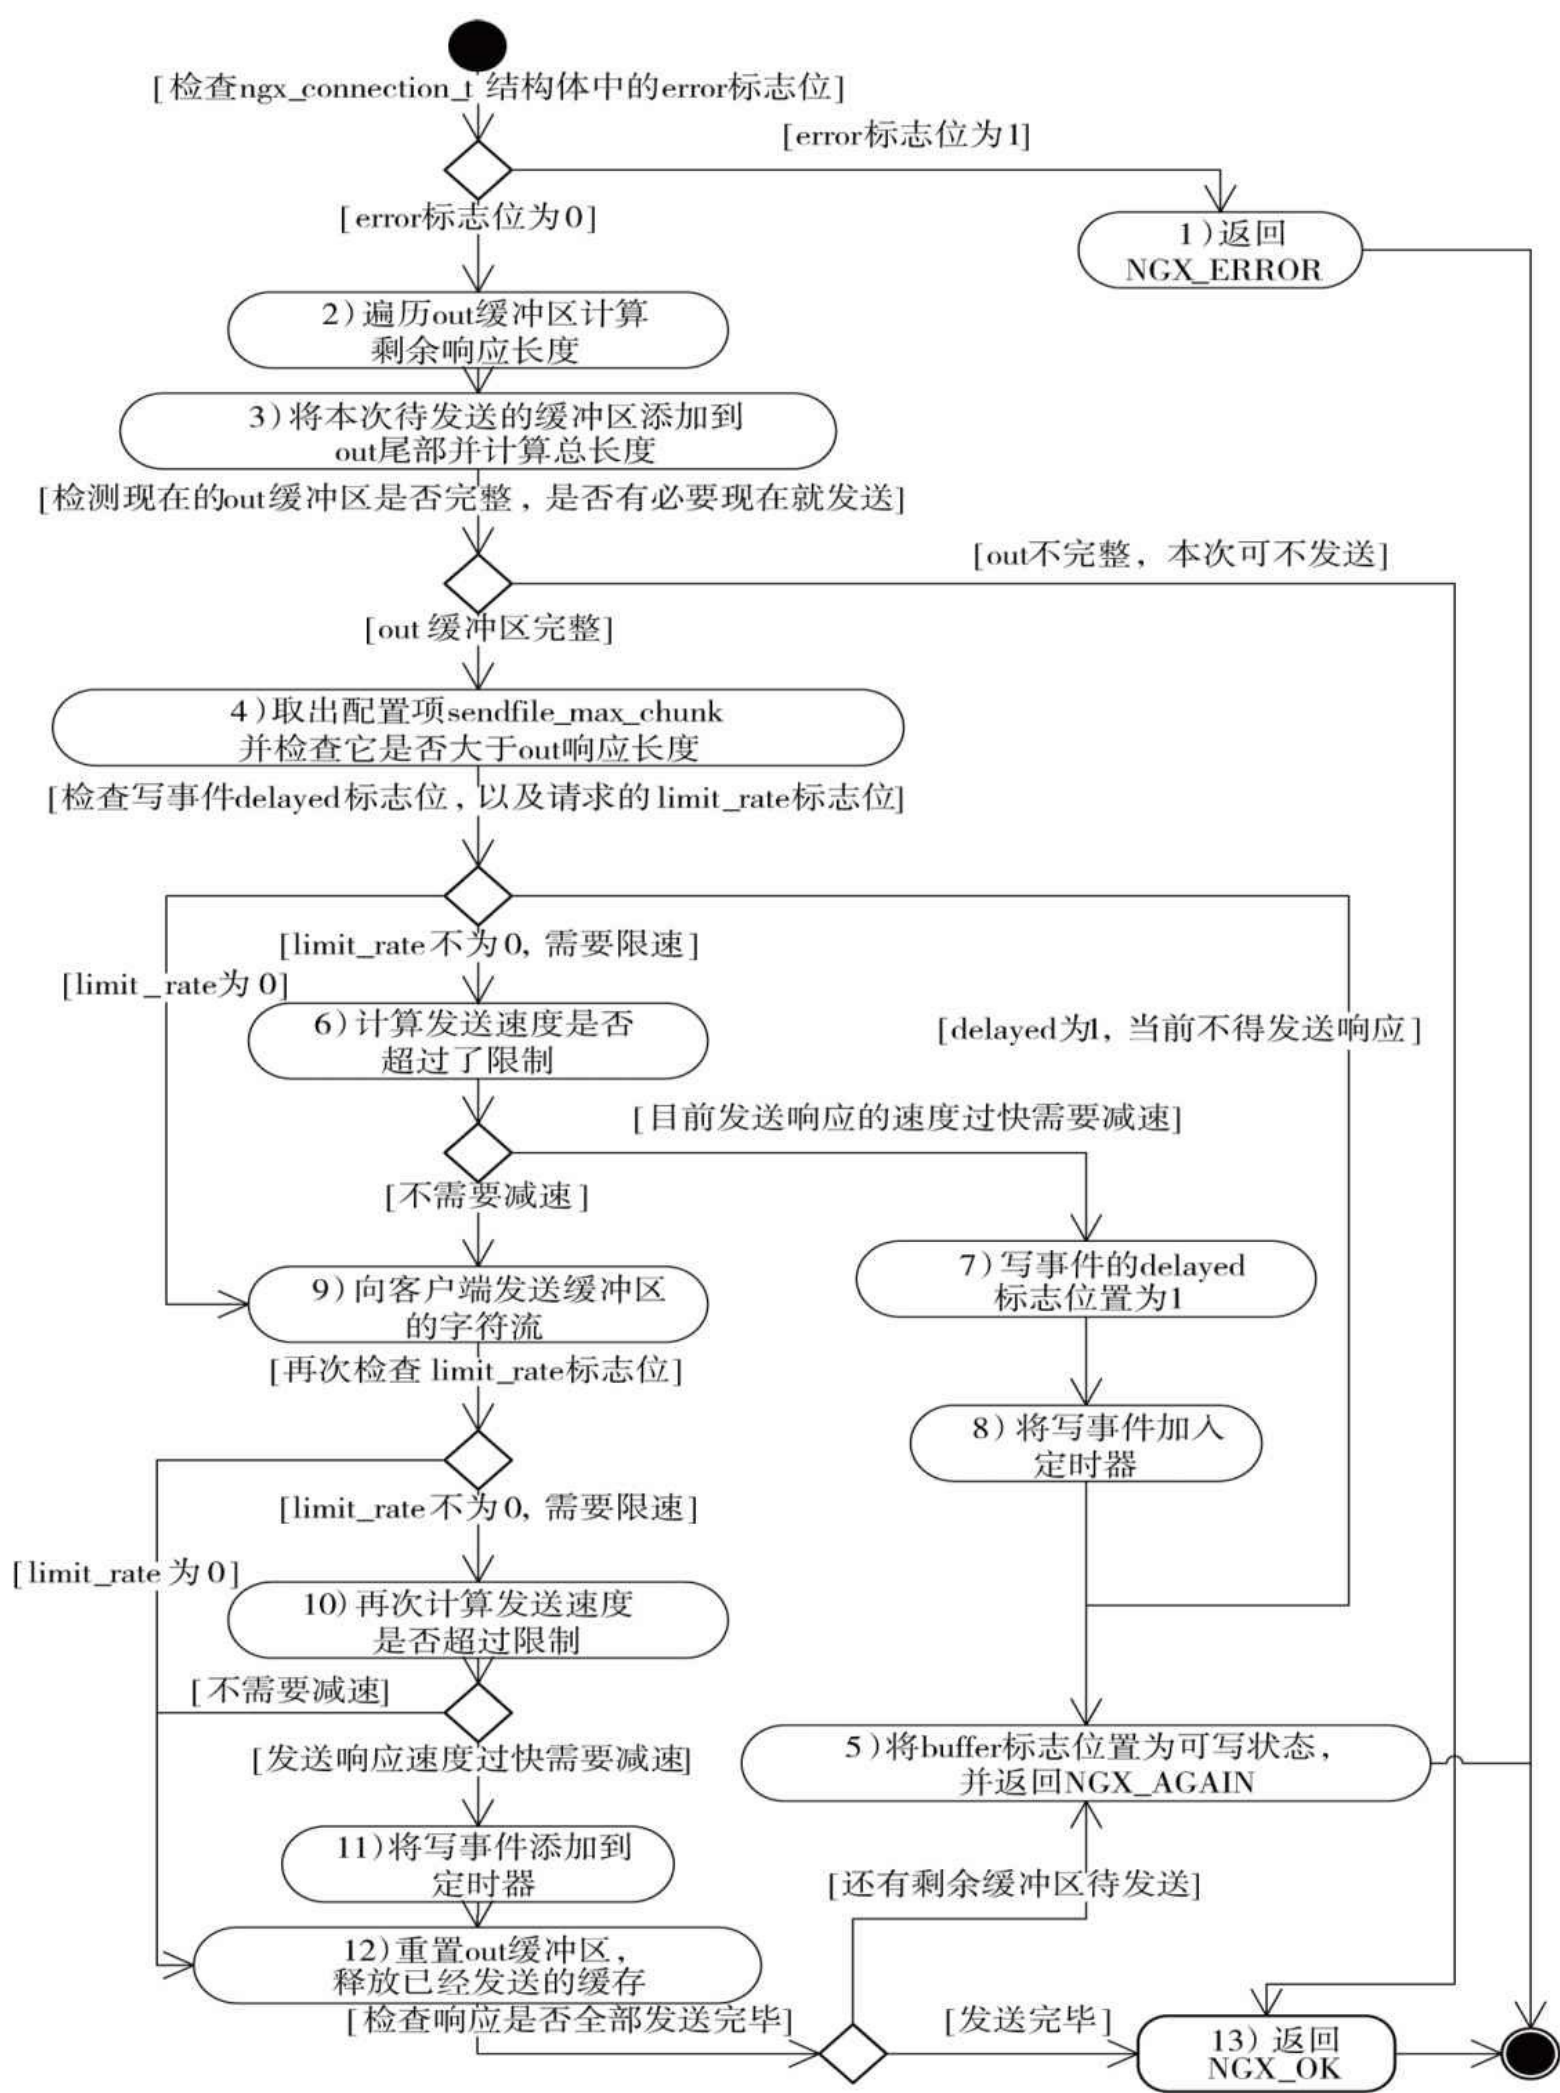 [检查ngx_connection_t 结构体中的error标志位]
[error标志位为1]
[error标志位为0]
1)返回
NGX_ERROR
2)遍历out缓冲区计算
剩余响应长度
3)将本次待发送的缓冲区添加到
out尾部并计算总长度
[检测现在的out缓冲区是否完整，是否有必要现在就发送]
[out不完整，本次可不发送]
[out 缓冲区完整]
4)取出配置项sendfile_max_chunk
并检查它是否大于out响应长度
[检查写事件delayed标志位，以及请求的 limit_rate标志位]
[limit_rate不为0, 需要限速]
[limit_rate为 0]
6)计算发送速度是否
超过了限制
[delayed为1, 当前不得发送响应]
[目前发送响应的速度过快需要减速]
[不需要减速]
7)写事件的delayed
标志位置为1
9)向客户端发送缓冲区
的字符流
[再次检查 limit_rate标志位]
8)将写事件加入
定时器
[limit_rate不为0, 需要限速]
[limit_rate 为 0]
10)再次计算发送速度
是否超过限制
[不需要减速]
[发送响应速度过快需要减速]
5)将buffer标志位置为可写状态，
并返回NGX_AGAIN
11)将写事件添加到
定时器
[还有剩余缓冲区待发送]
12)重置out缓冲区，
释放已经发送的缓存
[检查响应是否全部发送完毕]
[发送完毕]
13) 返回
NGX_OK